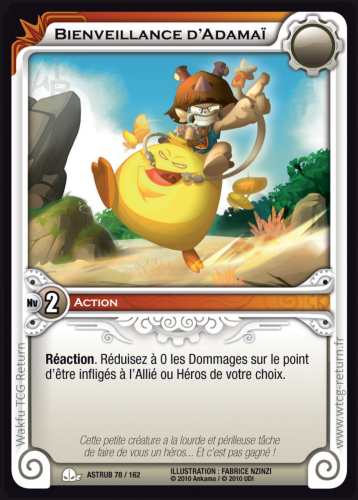 Bienveillance d'Adamaï
Nv 2 Action
Réaction. Réduisez à 0 les Dommages sur le point
d'être infligés à l'Allié ou Héros de votre choix.
Cette petite créature a la lourde et périlleuse tâche
de faire de vous un héros... Et c'est pas gagné !
ASTRUB 78 / 162
ILLUSTRATION : FABRICE NZINZI
© 2010 Ankama / © 2010 UDI
Wakfu TCG Return
http://www.wtcg-return.fr